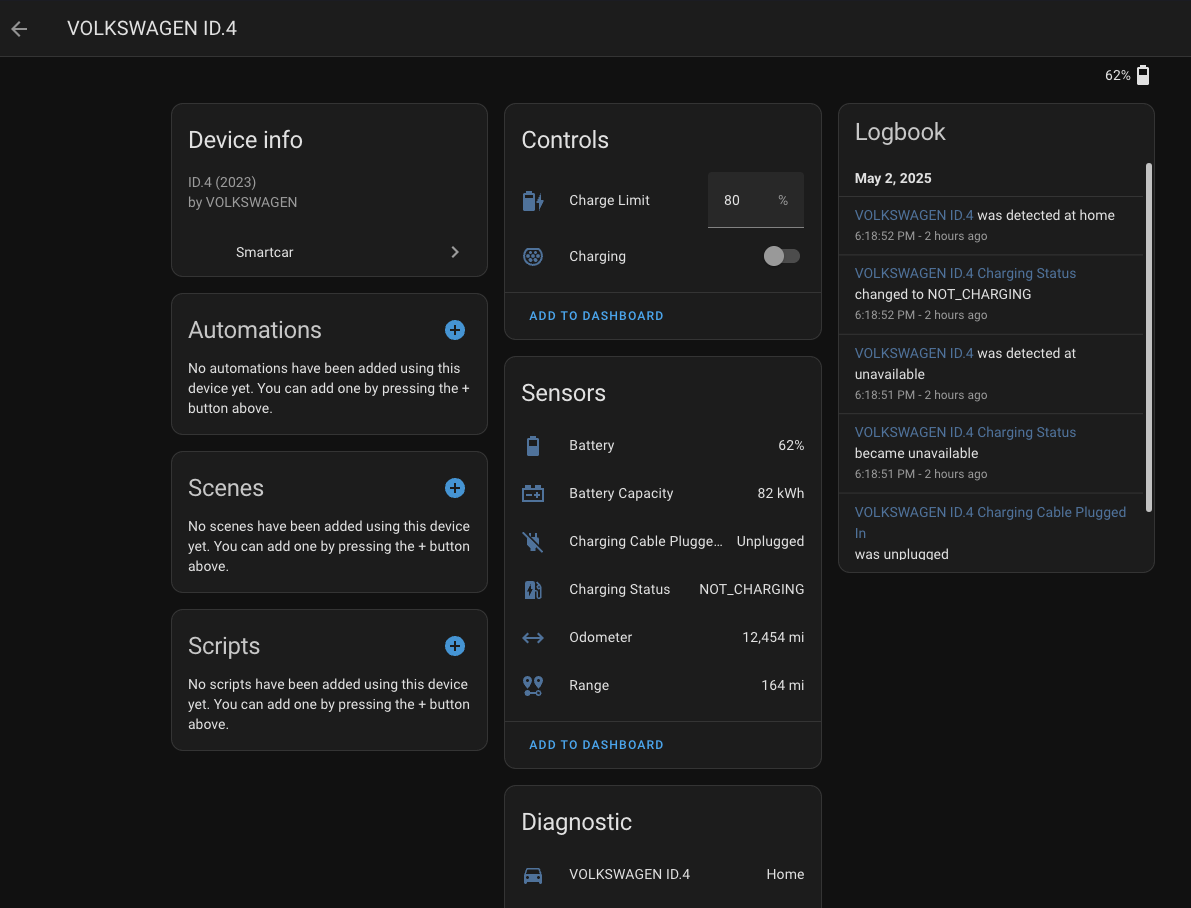 VOLKSWAGEN ID.4
62%
Device info
ID.4 (2023)
by VOLKSWAGEN
Smartcar
Automations
No automations have been added using this
device yet. You can add one by pressing the +
button above.
Scenes
No scenes have been added using this device
yet. You can add one by pressing the + button
above.
Scripts
No scripts have been added using this device
yet. You can add one by pressing the + button
above.
Controls
Charge Limit 80 %
Charging
ADD TO DASHBOARD
Sensors
Battery 62%
Battery Capacity 82 kWh
Charging Cable Plugge... Unplugged
Charging Status NOT_CHARGING
Odometer 12,454 mi
Range 164 mi
ADD TO DASHBOARD
Diagnostic
VOLKSWAGEN ID.4 Home
Logbook
May 2, 2025
VOLKSWAGEN ID.4 was detected at home
6:18:52 PM - 2 hours ago
VOLKSWAGEN ID.4 Charging Status
changed to NOT_CHARGING
6:18:52 PM - 2 hours ago
VOLKSWAGEN ID.4 was detected at
unavailable
6:18:51 PM - 2 hours ago
VOLKSWAGEN ID.4 Charging Status
became unavailable
6:18:51 PM - 2 hours ago
VOLKSWAGEN ID.4 Charging Cable Plugged
In
was unplugged